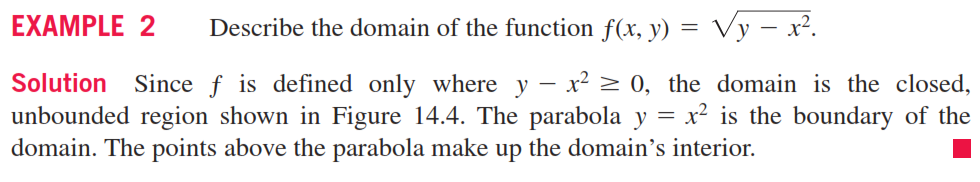 EXAMPLE 2 Describe the domain of the function f(x, y) = √(y − x²).
Solution Since f is defined only where y − x² ≥ 0, the domain is the closed,
unbounded region shown in Figure 14.4. The parabola y = x² is the boundary of the
domain. The points above the parabola make up the domain’s interior.